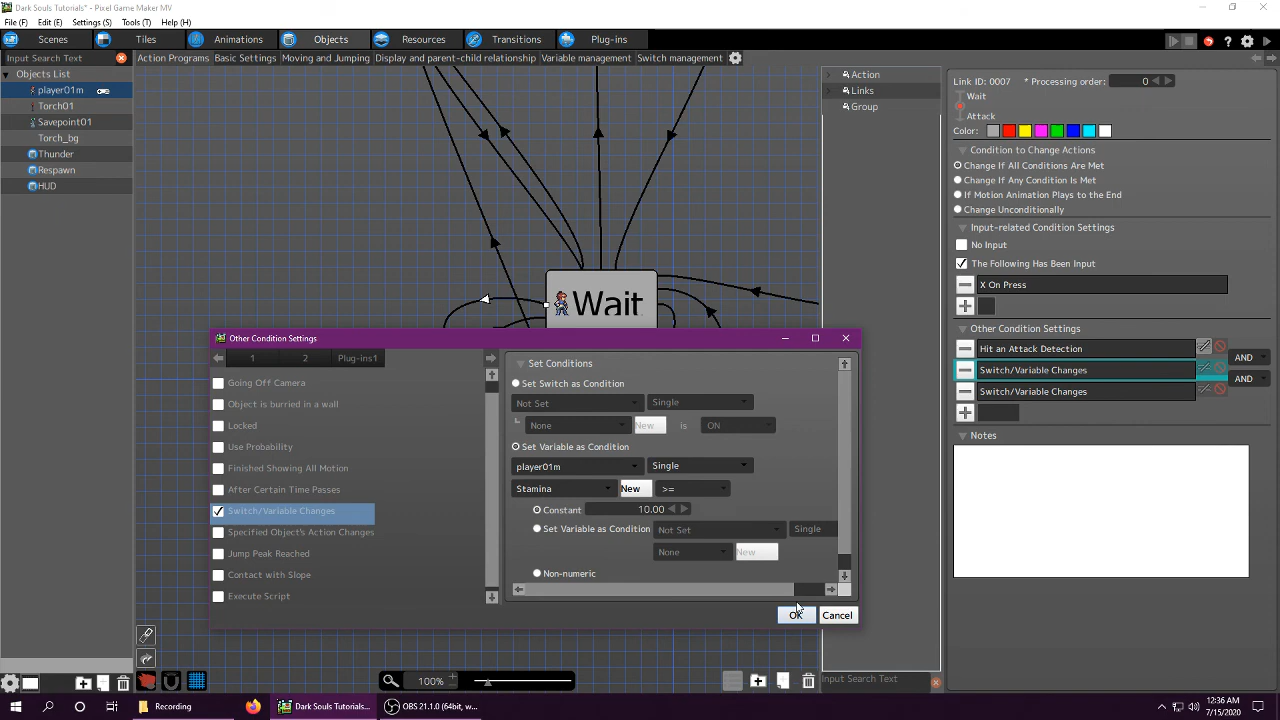 Dark Souls Tutorials* - Pixel Game Maker MV
File (F) Edit (E) Settings (S) Tools (T) Help (H)
Scenes Tiles Animations Objects Resources Transitions Plug-ins
Input Search Text
Action Programs Basic Settings Moving and Jumping Display and parent-child relationship Variable management Switch management
Objects List
player01m
Torch01
Savepoint01
Torch_bg
Thunder
Respawn
HUD
Wait
Action
Links
Group
Link ID: 0007 * Processing order: 0
Wait
Attack
Color:
Condition to Change Actions
Change If All Conditions Are Met
Change If Any Condition Is Met
If Motion Animation Plays to the End
Change Unconditionally
Input-related Condition Settings
No Input
The Following Has Been Input
X On Press
Other Condition Settings
Hit an Attack Detection
AND
Switch/Variable Changes
AND
Switch/Variable Changes
Notes
Other Condition Settings
1 2 Plug-ins1
Going Off Camera
Object is burried in a wall
Locked
Use Probability
Finished Showing All Motion
After Certain Time Passes
Switch/Variable Changes
Specified Object's Action Changes
Jump Peak Reached
Contact with Slope
Execute Script
Set Conditions
Set Switch as Condition
Not Set Single
None New is ON
Set Variable as Condition
player01m Single
Stamina New >=
Constant 10.00
Set Variable as Condition Not Set Single
None New
Non-numeric
OK Cancel
100%
Input Search Text
Recording
Dark Souls Tutorials...
OBS 21.1.0 (64bit, w...
12:36 AM
7/15/2020